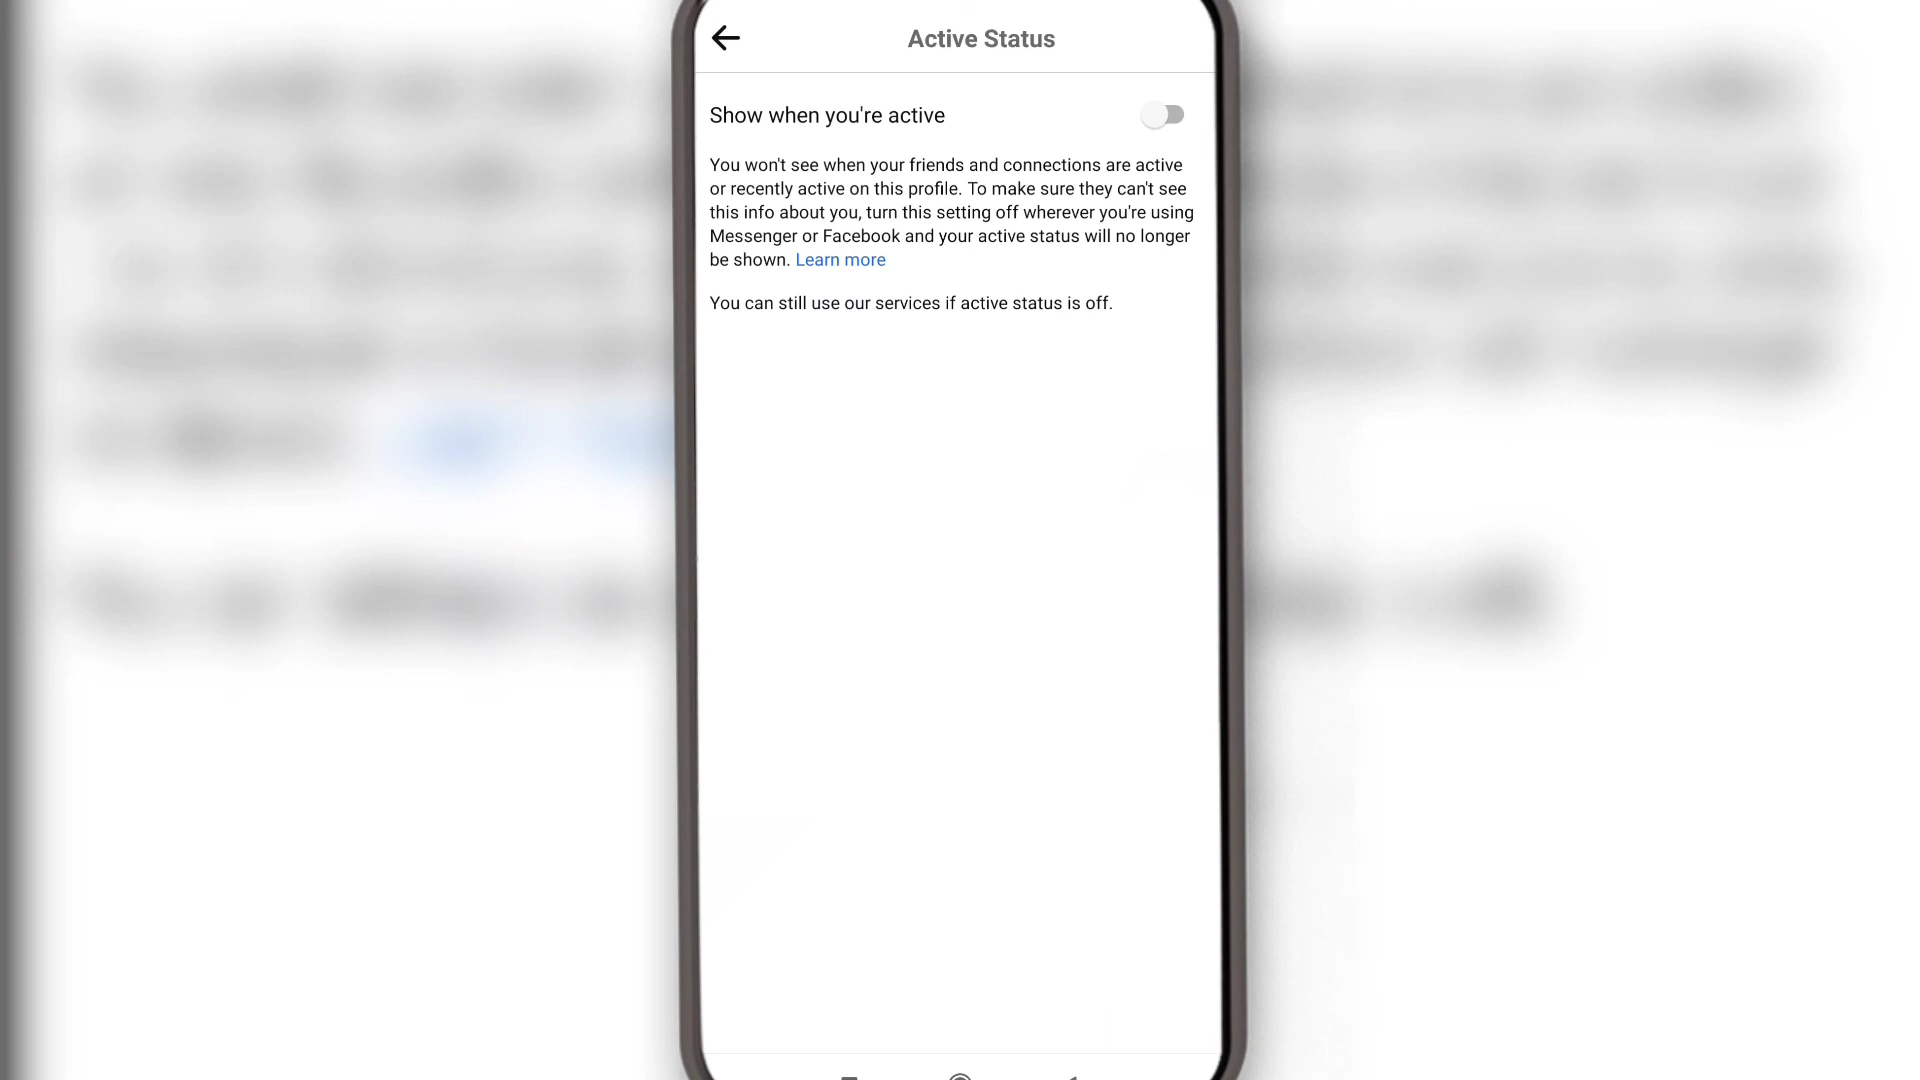 Active Status
Show when you're active
You won't see when your friends and connections are active
or recently active on this profile. To make sure they can't see
this info about you, turn this setting off wherever you're using
Messenger or Facebook and your active status will no longer
be shown. Learn more
You can still use our services if active status is off.